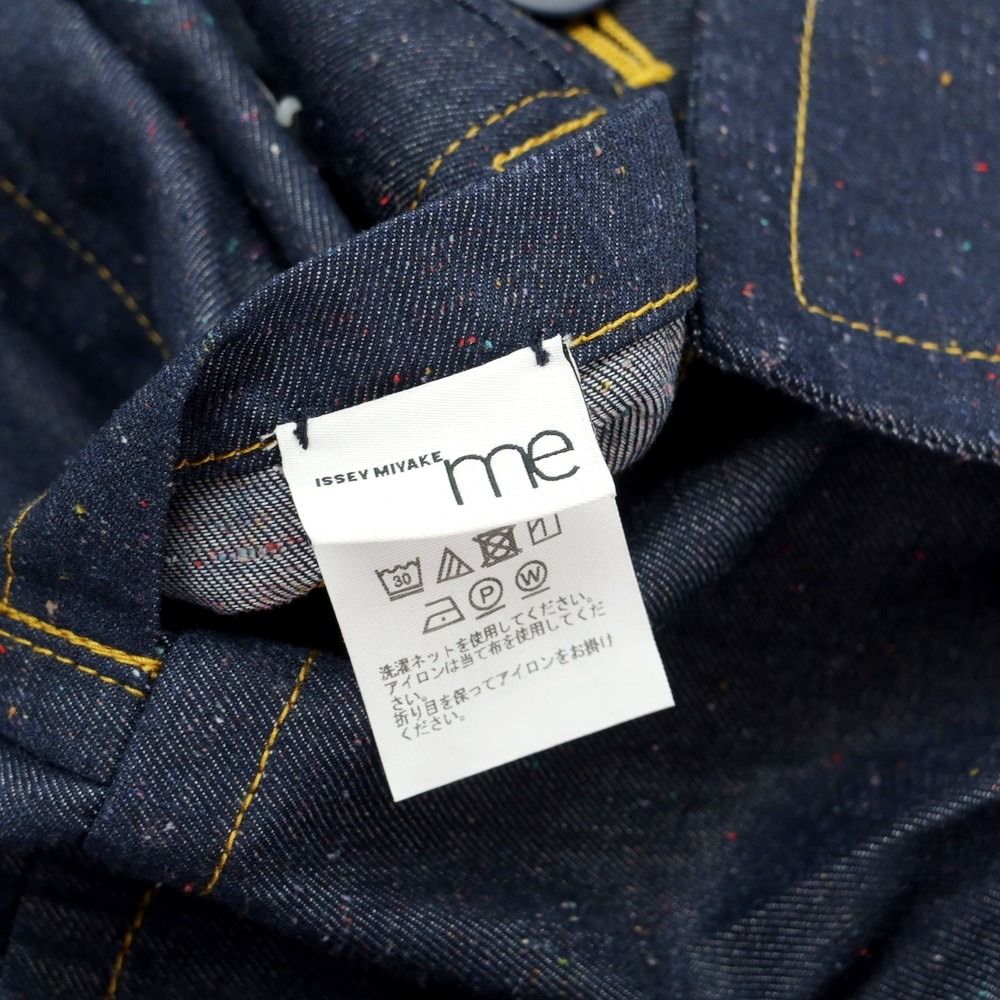 ISSEY MIYAKE me
30
P W
洗濯ネットを使用してください。
アイロンは当て布を使用してくだ
さい。
折り目を保ってアイロンをお掛け
ください。